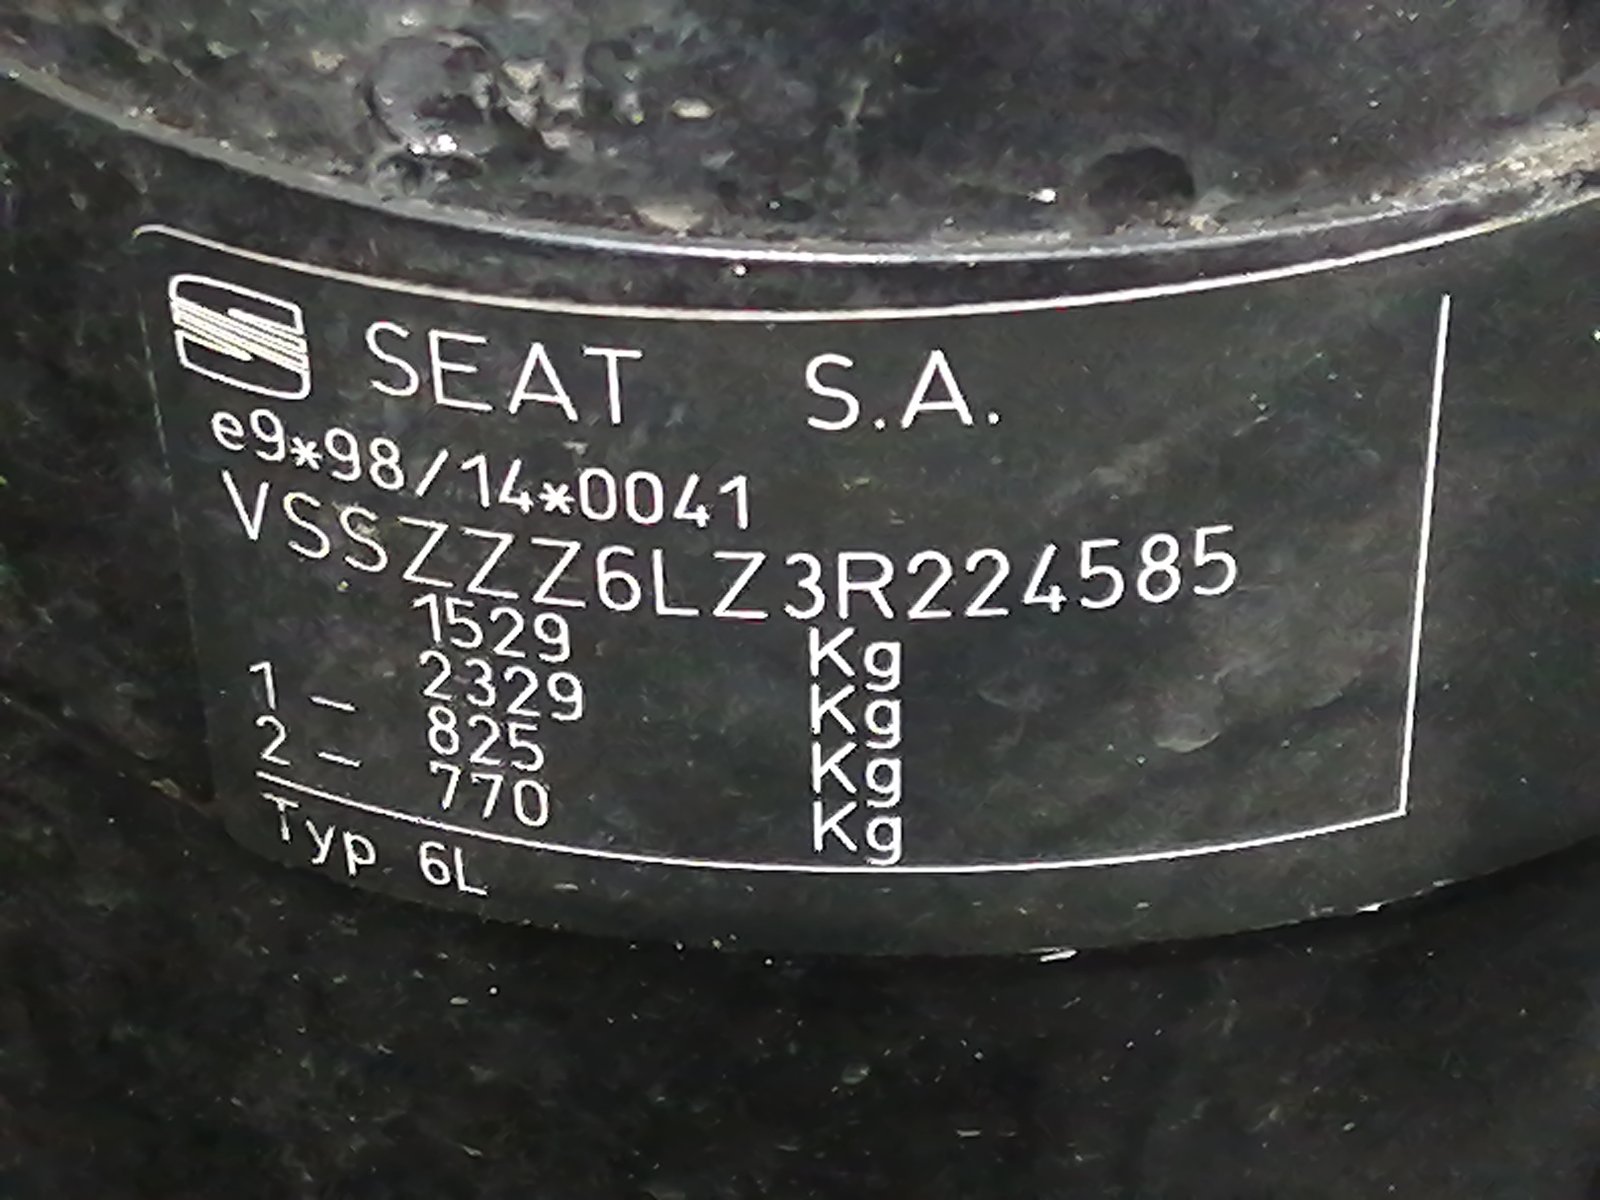 SEAT S.A.
e9*98/14*0041
VSSZZZ6LZ3R224585
1529 Kg
2329 Kg
1 - 825 Kg
2 - 770 Kg
Typ 6L